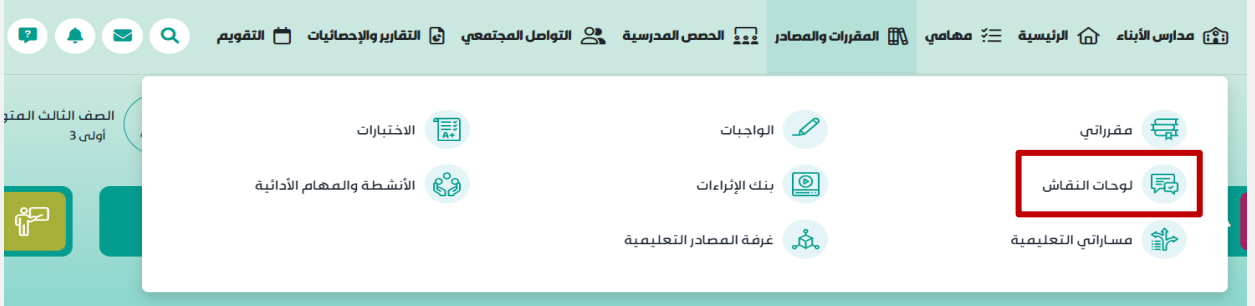 مدارس الأبناء الرئيسية مهامي المقررات والمصادر الحصص المدرسية التواصل المجتمعي التقارير والإحصائيات التقويم
الصف الثالث
أولى 3
مقرراتي الواجبات الاختبارات
A+
لوحات النقاش بنك الإثراءات الأنشطة والمهام الأدائية
مساراتي التعليمية غرفة المصادر التعليمية